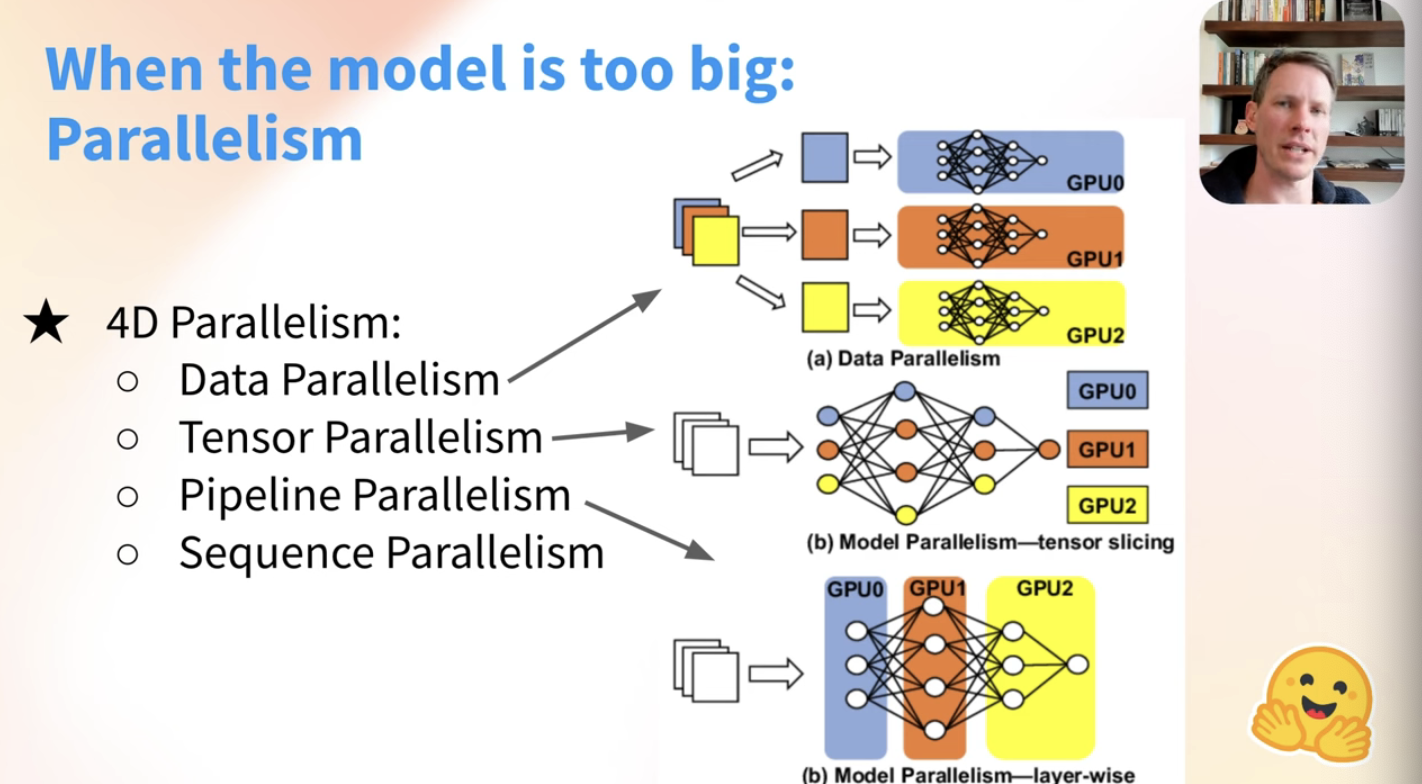 When the model is too big:
Parallelism
★ 4D Parallelism:
○ Data Parallelism
○ Tensor Parallelism
○ Pipeline Parallelism
○ Sequence Parallelism
GPU0
GPU1
GPU2
(a) Data Parallelism
GPU0
GPU1
GPU2
(b) Model Parallelism—tensor slicing
GPU0 GPU1 GPU2
(b) Model Parallelism—layer-wise